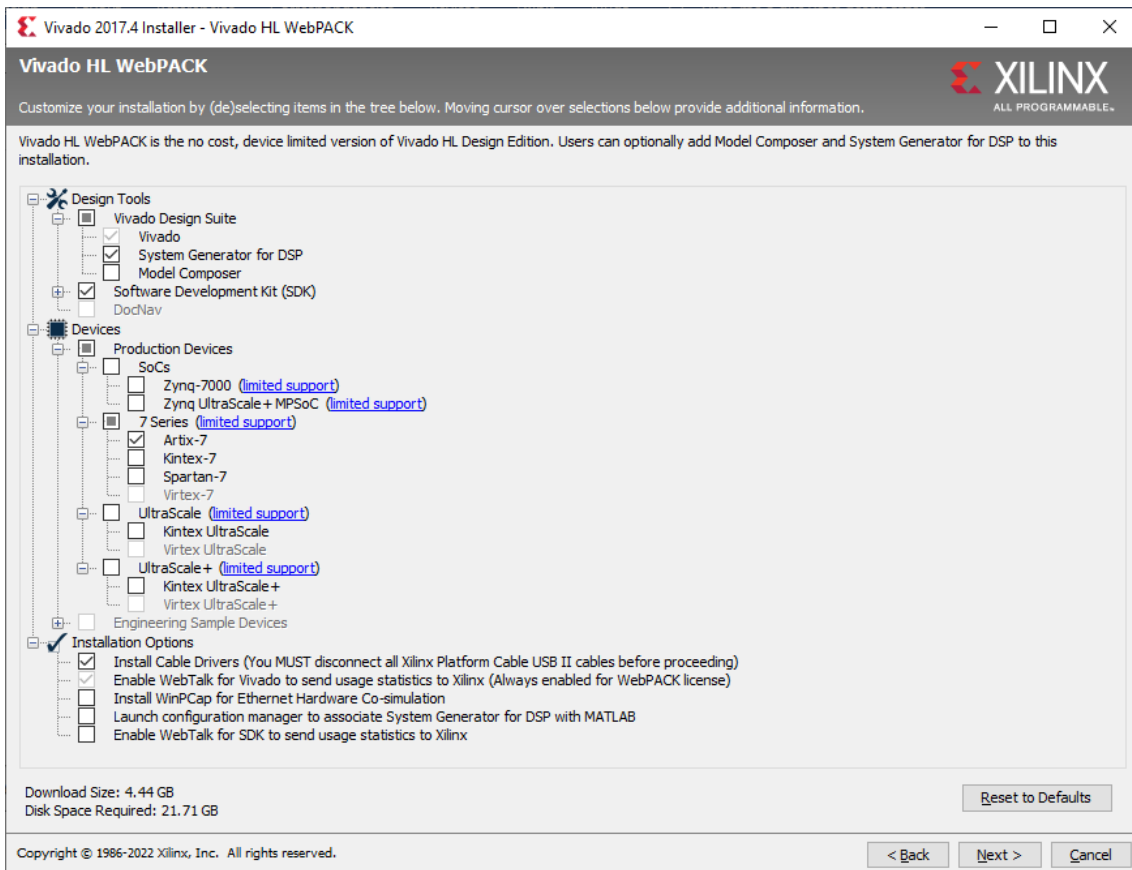 Vivado 2017.4 Installer - Vivado HL WebPACK
Vivado HL WebPACK
XILINX
ALL PROGRAMMABLE™
Customize your installation by (de)selecting items in the tree below. Moving cursor over selections below provide additional information.
Vivado HL WebPACK is the no cost, device limited version of Vivado HL Design Edition. Users can optionally add Model Composer and System Generator for DSP to this
installation.
Design Tools
Vivado Design Suite
Vivado
System Generator for DSP
Model Composer
Software Development Kit (SDK)
DocNav
Devices
Production Devices
SoCs
Zynq-7000 (limited support)
Zynq UltraScale+ MPSoC (limited support)
7 Series (limited support)
Artix-7
Kintex-7
Spartan-7
Virtex-7
UltraScale (limited support)
Kintex UltraScale
Virtex UltraScale
UltraScale+ (limited support)
Kintex UltraScale+
Virtex UltraScale+
Engineering Sample Devices
Installation Options
Install Cable Drivers (You MUST disconnect all Xilinx Platform Cable USB II cables before proceeding)
Enable WebTalk for Vivado to send usage statistics to Xilinx (Always enabled for WebPACK license)
Install WinPCap for Ethernet Hardware Co-simulation
Launch configuration manager to associate System Generator for DSP with MATLAB
Enable WebTalk for SDK to send usage statistics to Xilinx
Download Size: 4.44 GB
Disk Space Required: 21.71 GB
Reset to Defaults
Copyright © 1986-2022 Xilinx, Inc. All rights reserved.
< Back
Next >
Cancel